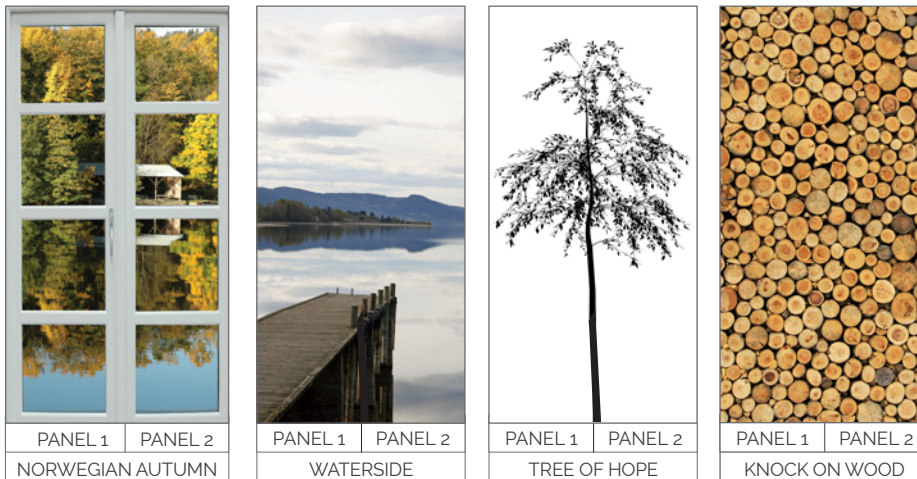 PANEL 1 PANEL 2
NORWEGIAN AUTUMN
PANEL 1 PANEL 2
WATERSIDE
PANEL 1 PANEL 2
TREE OF HOPE
PANEL 1 PANEL 2
KNOCK ON WOOD